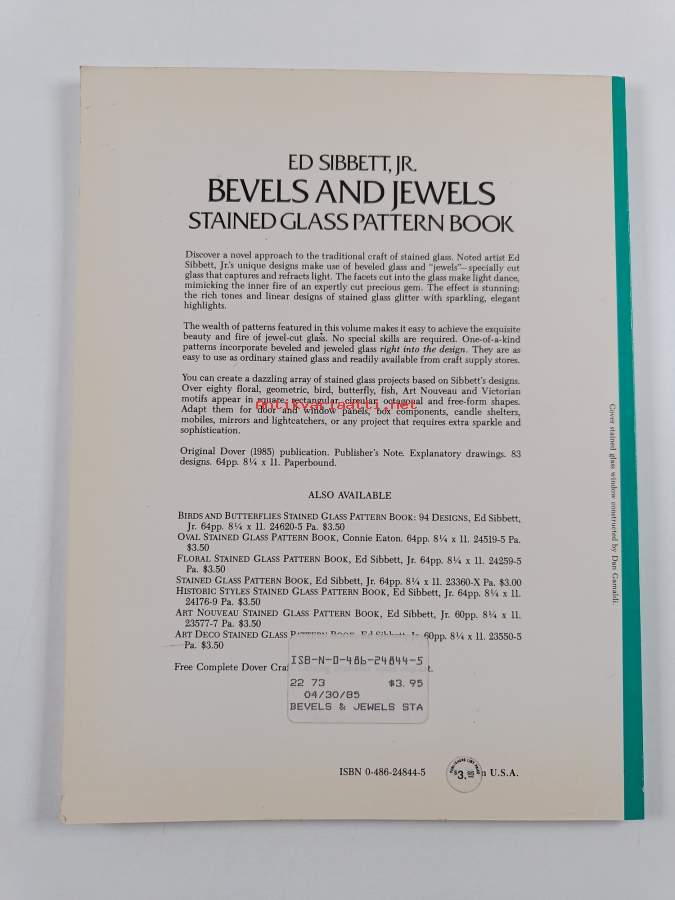 ED SIBBETT, JR.
BEVELS AND JEWELS
STAINED GLASS PATTERN BOOK
Discover a novel approach to the traditional craft of stained glass. Noted artist Ed
Sibbett, Jr.'s unique designs make use of beveled glass and "jewels"—specially cut
glass that captures and refracts light. The facets cut into the glass make light dance,
mimicking the inner fire of an expertly cut precious gem. The effect is stunning:
the rich tones and linear designs of stained glass glitter with sparkling, elegant
highlights.
The wealth of patterns featured in this volume makes it easy to achieve the exquisite
beauty and fire of jewel-cut glass. No special skills are required. One-of-a-kind
patterns incorporate beveled and jeweled glass right into the design. They are as
easy to use as ordinary stained glass and readily available from craft supply stores.
You can create a dazzling array of stained glass projects based on Sibbett's designs.
Over eighty floral, geometric, bird, butterfly, fish, Art Nouveau and Victorian
motifs appear in square, rectangular, circular, octagonal and free-form shapes.
antikvariaatti.net
Adapt them for door and window panels, box components, candle shelters,
mobiles, mirrors and lightcatchers, or any project that requires extra sparkle and
sophistication.
Original Dover (1985) publication. Publisher's Note. Explanatory drawings. 83
designs. 64pp. 8¼ x 11. Paperbound.
ALSO AVAILABLE
BIRDS AND BUTTERFLIES STAINED GLASS PATTERN BOOK: 94 DESIGNS, Ed Sibbett,
Jr. 64pp. 8¼ x 11. 24620-5 Pa. $3.50
OVAL STAINED GLASS PATTERN BOOK, Connie Eaton. 64pp. 8¼ x 11. 24519-5 Pa.
$3.50
FLORAL STAINED GLASS PATTERN BOOK, Ed Sibbett, Jr. 64pp. 8¼ x 11. 24259-5
Pa. $3.50
STAINED GLASS PATTERN BOOK, Ed Sibbett, Jr. 64pp. 8¼ x 11. 23360-X Pa. $3.00
HISTORIC STYLES STAINED GLASS PATTERN BOOK, Ed Sibbett, Jr. 64pp. 8¼ x 11.
24176-9 Pa. $3.50
ART NOUVEAU STAINED GLASS PATTERN BOOK, Ed Sibbett, Jr. 60pp. 8¼ x 11.
23577-7 Pa. $3.50
ART DECO STAINED GLASS PATTERN BOOK, Ed Sibbett, Jr. 60pp. 8¼ x 11. 23550-5
Pa. $3.50
Free Complete Dover
ISB-N-0-486-24844-5
22 73 $3.95
04/30/85
BEVELS & JEWELS STA
ISBN 0-486-24844-5
$3.95
U.S.A.
Cover stained glass window constructed by Dan Gamaldi.